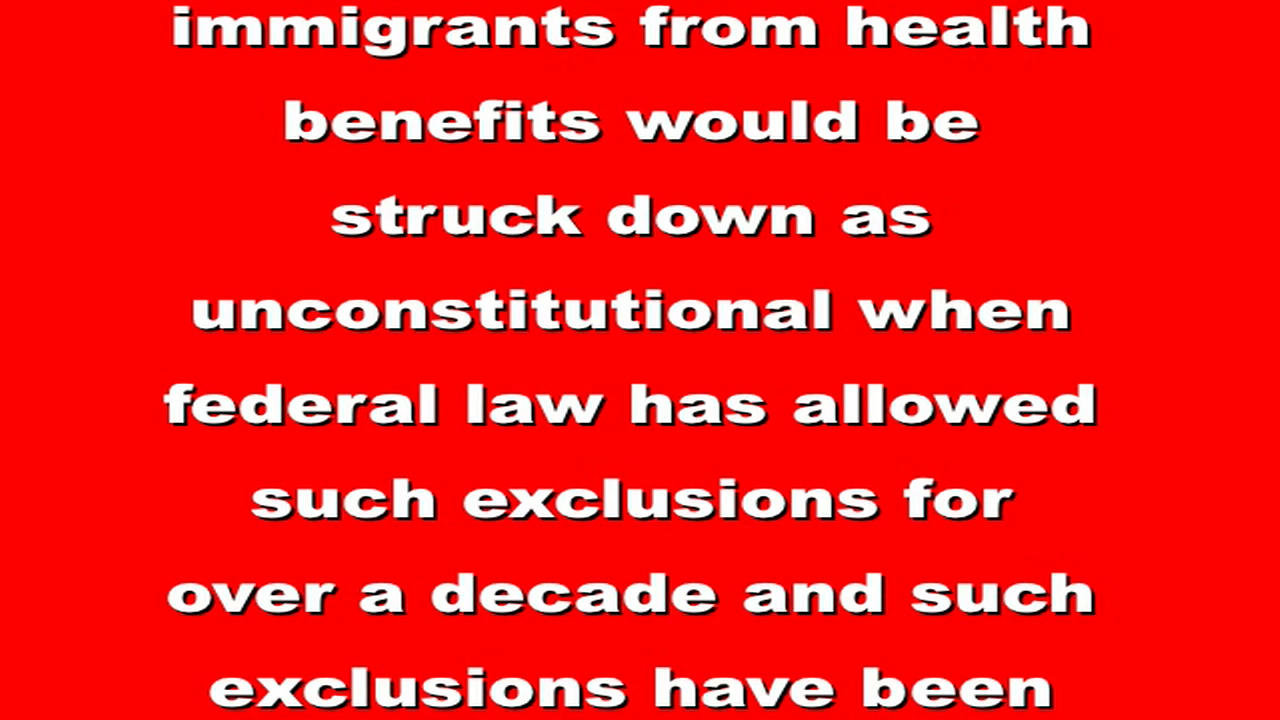 immigrants from health
benefits would be
struck down as
unconstitutional when
federal law has allowed
such exclusions for
over a decade and such
exclusions have been